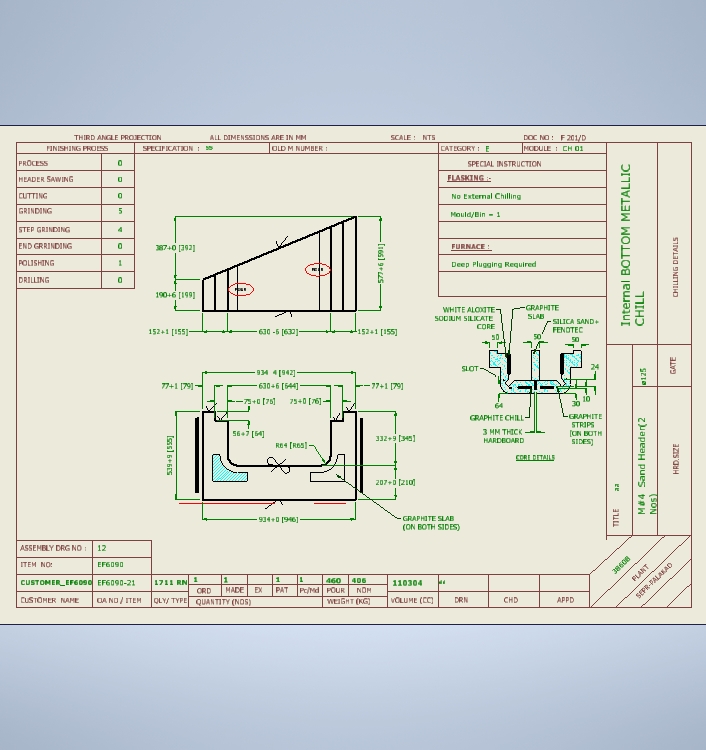 THIRD ANGLE PROJECTION ALL DIMENSSIONS ARE IN MM SCALE : NTS DOC NO : F 201/D
FINISHING PROESS SPECIFICATION : ss OLD M NUMBER : CATEGORY : E MODULE : CH 01
PROCESS 0
HEADER SAWING 0
CUTTING 0
GRINDING 5
STEP GRINDING 4
END GRRINDING 0
POLISHING 1
DRILLING 0
SPECIAL INSTRUCTION
FLASKING :-
No External Chilling
Mould/Bin = 1
FURNACE :
Deep Plugging Required
Internal BOTTOM METALLIC
CHILL
CHILLING DETAILS
ø125
GATE
M#4 Sand Header(2
Nos)
HRD.SIZE
TITLE aa
387+0 [392]
190+6 [199]
577+6 [591]
152+1 [155] 630-6 [632] 152+1 [155]
934 4 [942]
77+1 [79] 630+6 [644] 77+1 [79]
75+0 [76] 75+0 [76]
56+7 [64]
R64 [R65]
332+9 [345]
207+0 [210]
539+9 [555]
934+0 [946]
GRAPHITE SLAB
(ON BOTH SIDES)
WHITE ALOXITE
SODIUM SILICATE
CORE
GRAPHITE
SLAB
SILICA SAND+
FENOTEC
50 50 50
SLOT
24
10
30
64
GRAPHITE CHILL
3 MM THICK
HARDBOARD
GRAPHITE
STRIPS
(ON BOTH
SIDES)
CORE DETAILS
ASSEMBLY DRG NO : 12
ITEM NO: EF6090
CUSTOMER_EF6090 EF6090-21 1711 RN 1 1 1 1 460 406 110304
ORD MADE EX PAT Pc/Md POUR NOM
CUSTOMER NAME OA NO / ITEM QLY/ TYPE QUANTITY (NOS) WEIGHT (KG) VOLUME (CC) DRN CHD APPD
3860B
PLANT
SEPR-PALAKAD